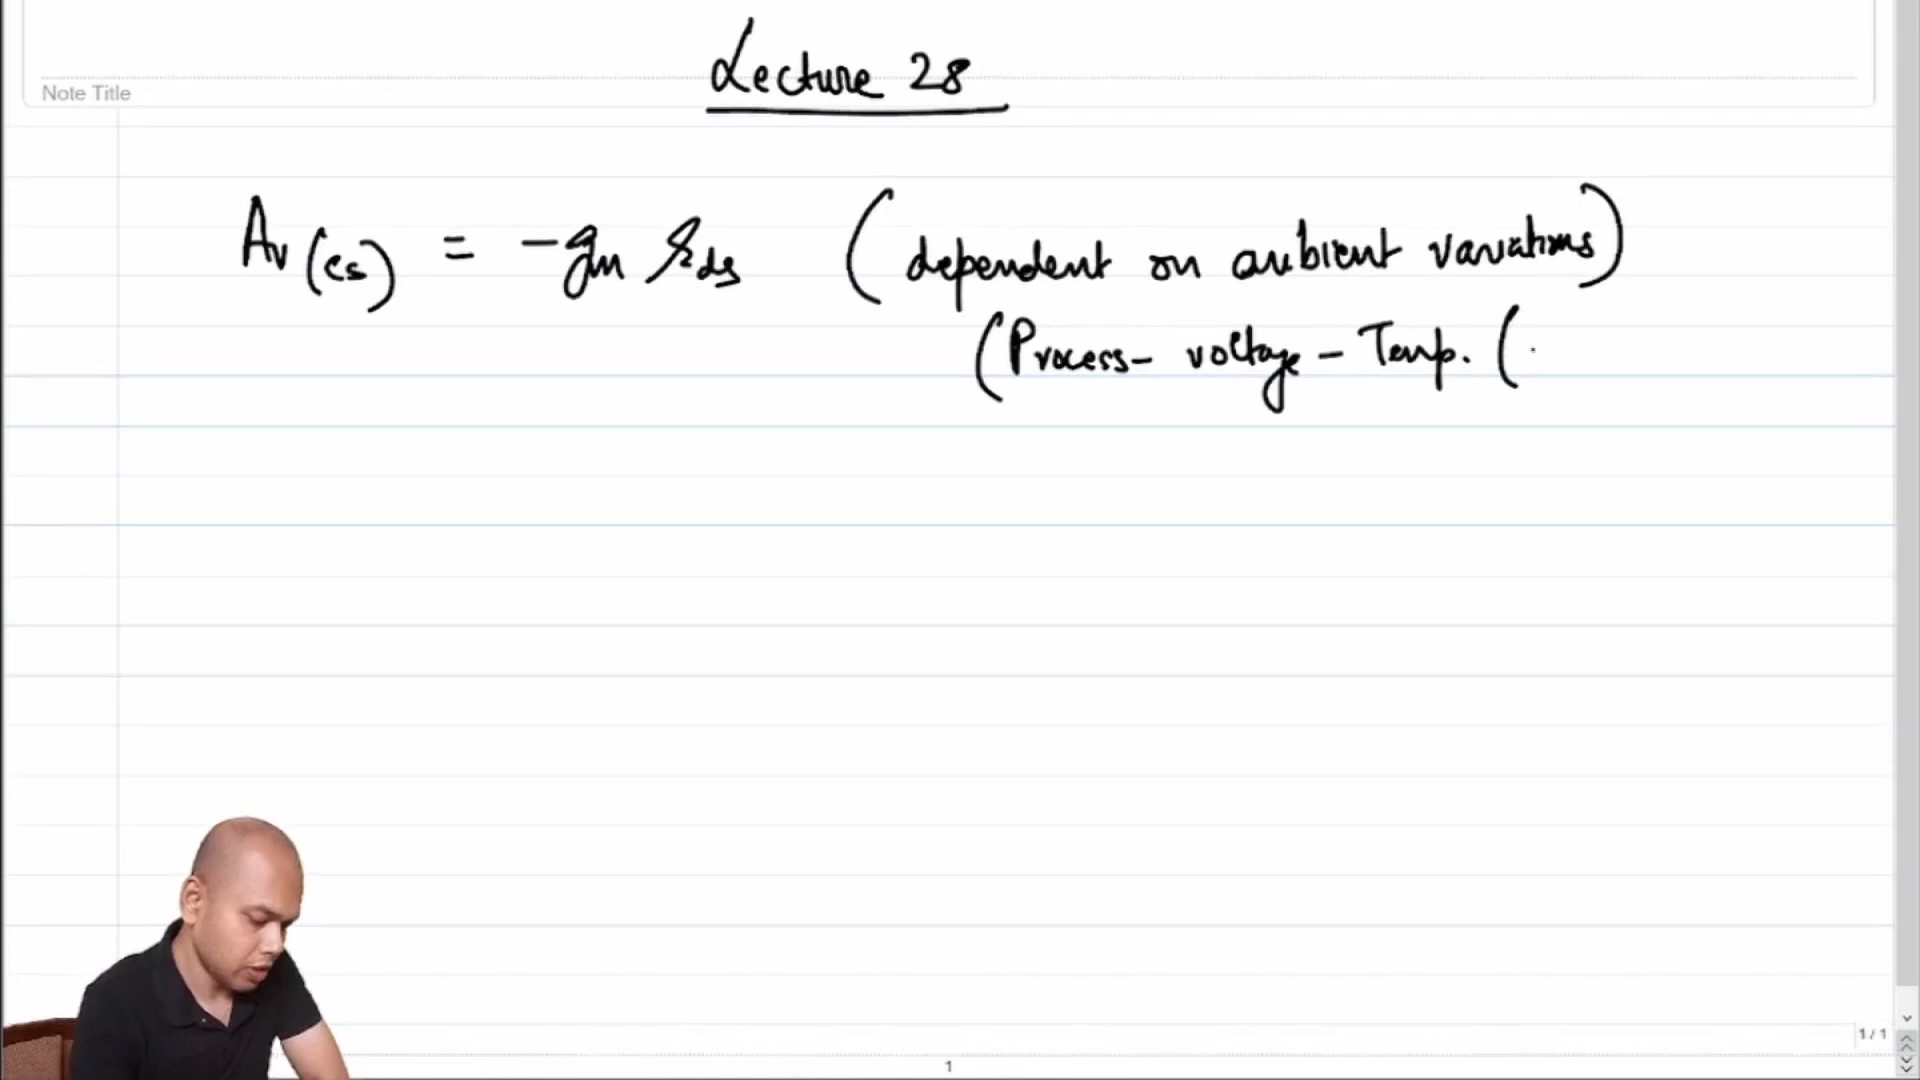 Lecture 28
Note Title
Av(cs) = -gm rds (dependent on ambient variations)
(Process- voltage - Temp. (
1 / 1
1